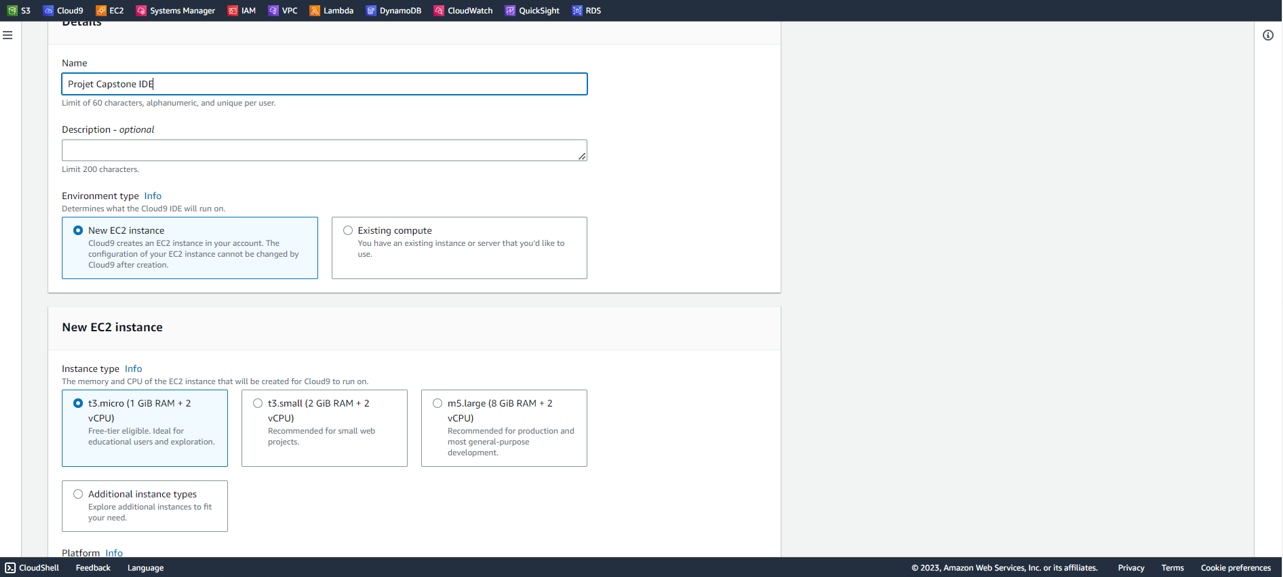 S3 Cloud9 EC2 Systems Manager IAM VPC Lambda DynamoDB CloudWatch QuickSight RDS
Details
Name
Projet Capstone IDE
Limit of 60 characters, alphanumeric, and unique per user.
Description - optional
Limit 200 characters.
Environment type Info
Determines what the Cloud9 IDE will run on.
New EC2 instance
Cloud9 creates an EC2 instance in your account. The
configuration of your EC2 instance cannot be changed by
Cloud9 after creation.
Existing compute
You have an existing instance or server that you'd like to
use.
New EC2 instance
Instance type Info
The memory and CPU of the EC2 instance that will be created for Cloud9 to run on.
t3.micro (1 GiB RAM + 2
vCPU)
Free-tier eligible. Ideal for
educational users and exploration.
t3.small (2 GiB RAM + 2
vCPU)
Recommended for small web
projects.
m5.large (8 GiB RAM + 2
vCPU)
Recommended for production and
most general-purpose
development.
Additional instance types
Explore additional instances to fit
your need.
Platform Info
CloudShell Feedback Language © 2023, Amazon Web Services, Inc. or its affiliates. Privacy Terms Cookie preferences